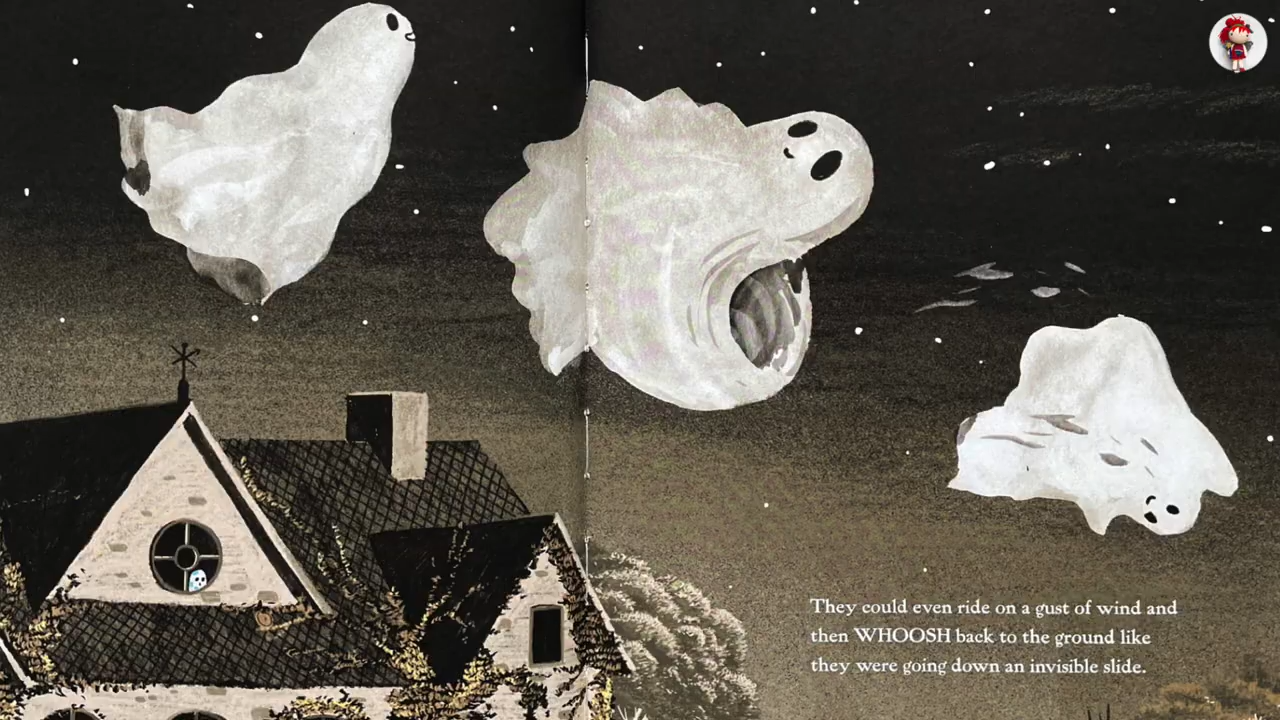 They could even ride on a gust of wind and
then WHOOSH back to the ground like
they were going down an invisible slide.